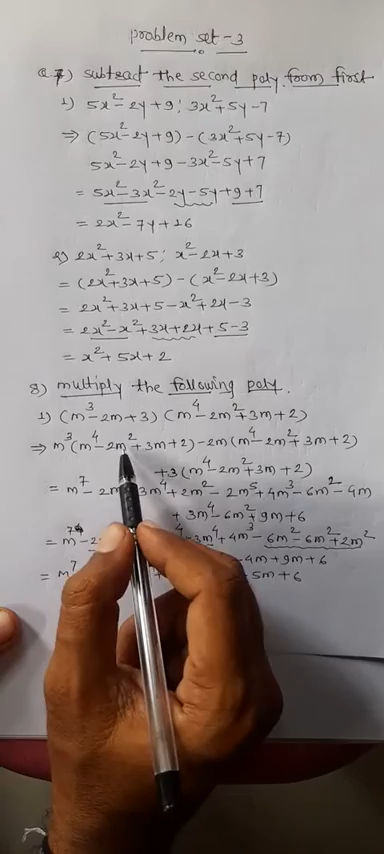 problem set-3
Q 7) subtract the second poly. from first
1) 5x²-2y+9 ; 3x²+5y-7
⇒ (5x²-2y+9)-(3x²+5y-7)
5x²-2y+9-3x²-5y+7
= 5x²-3x²-2y-5y+9+7
= 2x²-7y+16
2) 2x²+3x+5 ; x²-2x+3
= (2x²+3x+5)-(x²-2x+3)
= 2x²+3x+5-x²+2x-3
= 2x²-x²+3x+2x+5-3
= x²+5x+2
8) multiply the following poly.
1) (m³-2m+3) (m⁴-2m²+3m+2)
⇒ m³(m⁴-2m²+3m+2)-2m(m⁴-2m²+3m+2)
+3(m⁴-2m²+3m+2)
= m⁷-2m 3m⁴+2m³-2m⁵+4m³-6m²-4m
+3m⁴-6m²+9m+6
= m⁷-2 3m⁴+4m³-6m²-6m²+2m²
-4m+9m+6
= m⁷ 5m+6